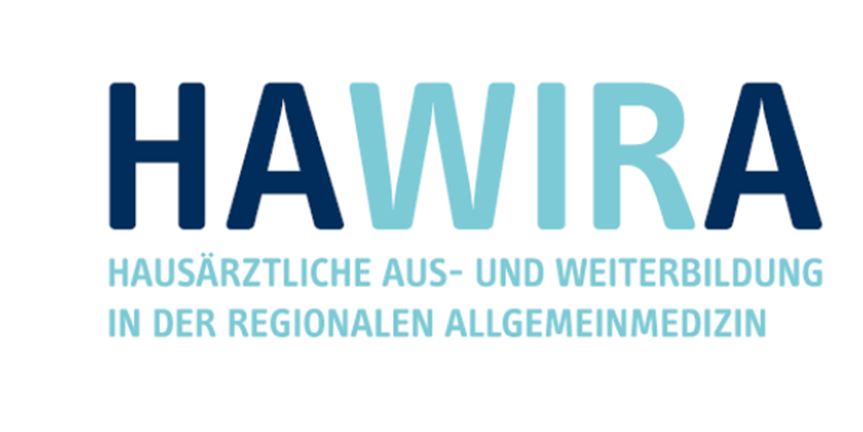 HAWIRA
HAUSÄRZTLICHE AUS- UND WEITERBILDUNG
IN DER REGIONALEN ALLGEMEINMEDIZIN